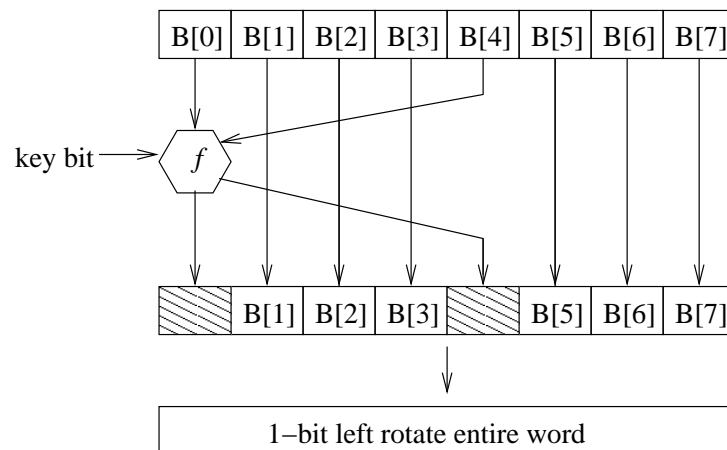 B[0] B[1] B[2] B[3] B[4] B[5] B[6] B[7]
key bit f
B[1] B[2] B[3] B[5] B[6] B[7]
1−bit left rotate entire word